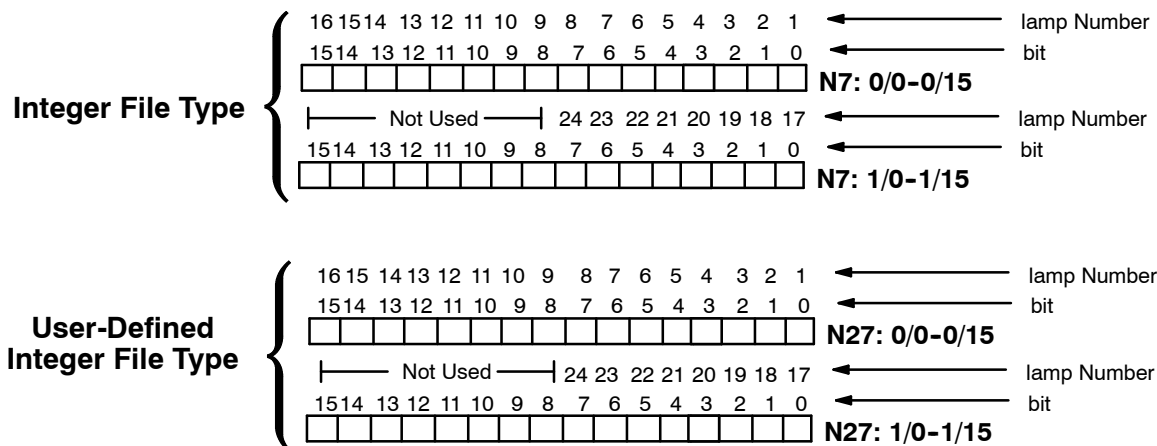 16 15 14 13 12 11 10 9 8 7 6 5 4 3 2 1 lamp Number
15 14 13 12 11 10 9 8 7 6 5 4 3 2 1 0 bit
N7: 0/0-0/15
Integer File Type
Not Used 24 23 22 21 20 19 18 17 lamp Number
15 14 13 12 11 10 9 8 7 6 5 4 3 2 1 0 bit
N7: 1/0-1/15
16 15 14 13 12 11 10 9 8 7 6 5 4 3 2 1 lamp Number
15 14 13 12 11 10 9 8 7 6 5 4 3 2 1 0 bit
N27: 0/0-0/15
User-Defined
Integer File Type
Not Used 24 23 22 21 20 19 18 17 lamp Number
15 14 13 12 11 10 9 8 7 6 5 4 3 2 1 0 bit
N27: 1/0-1/15